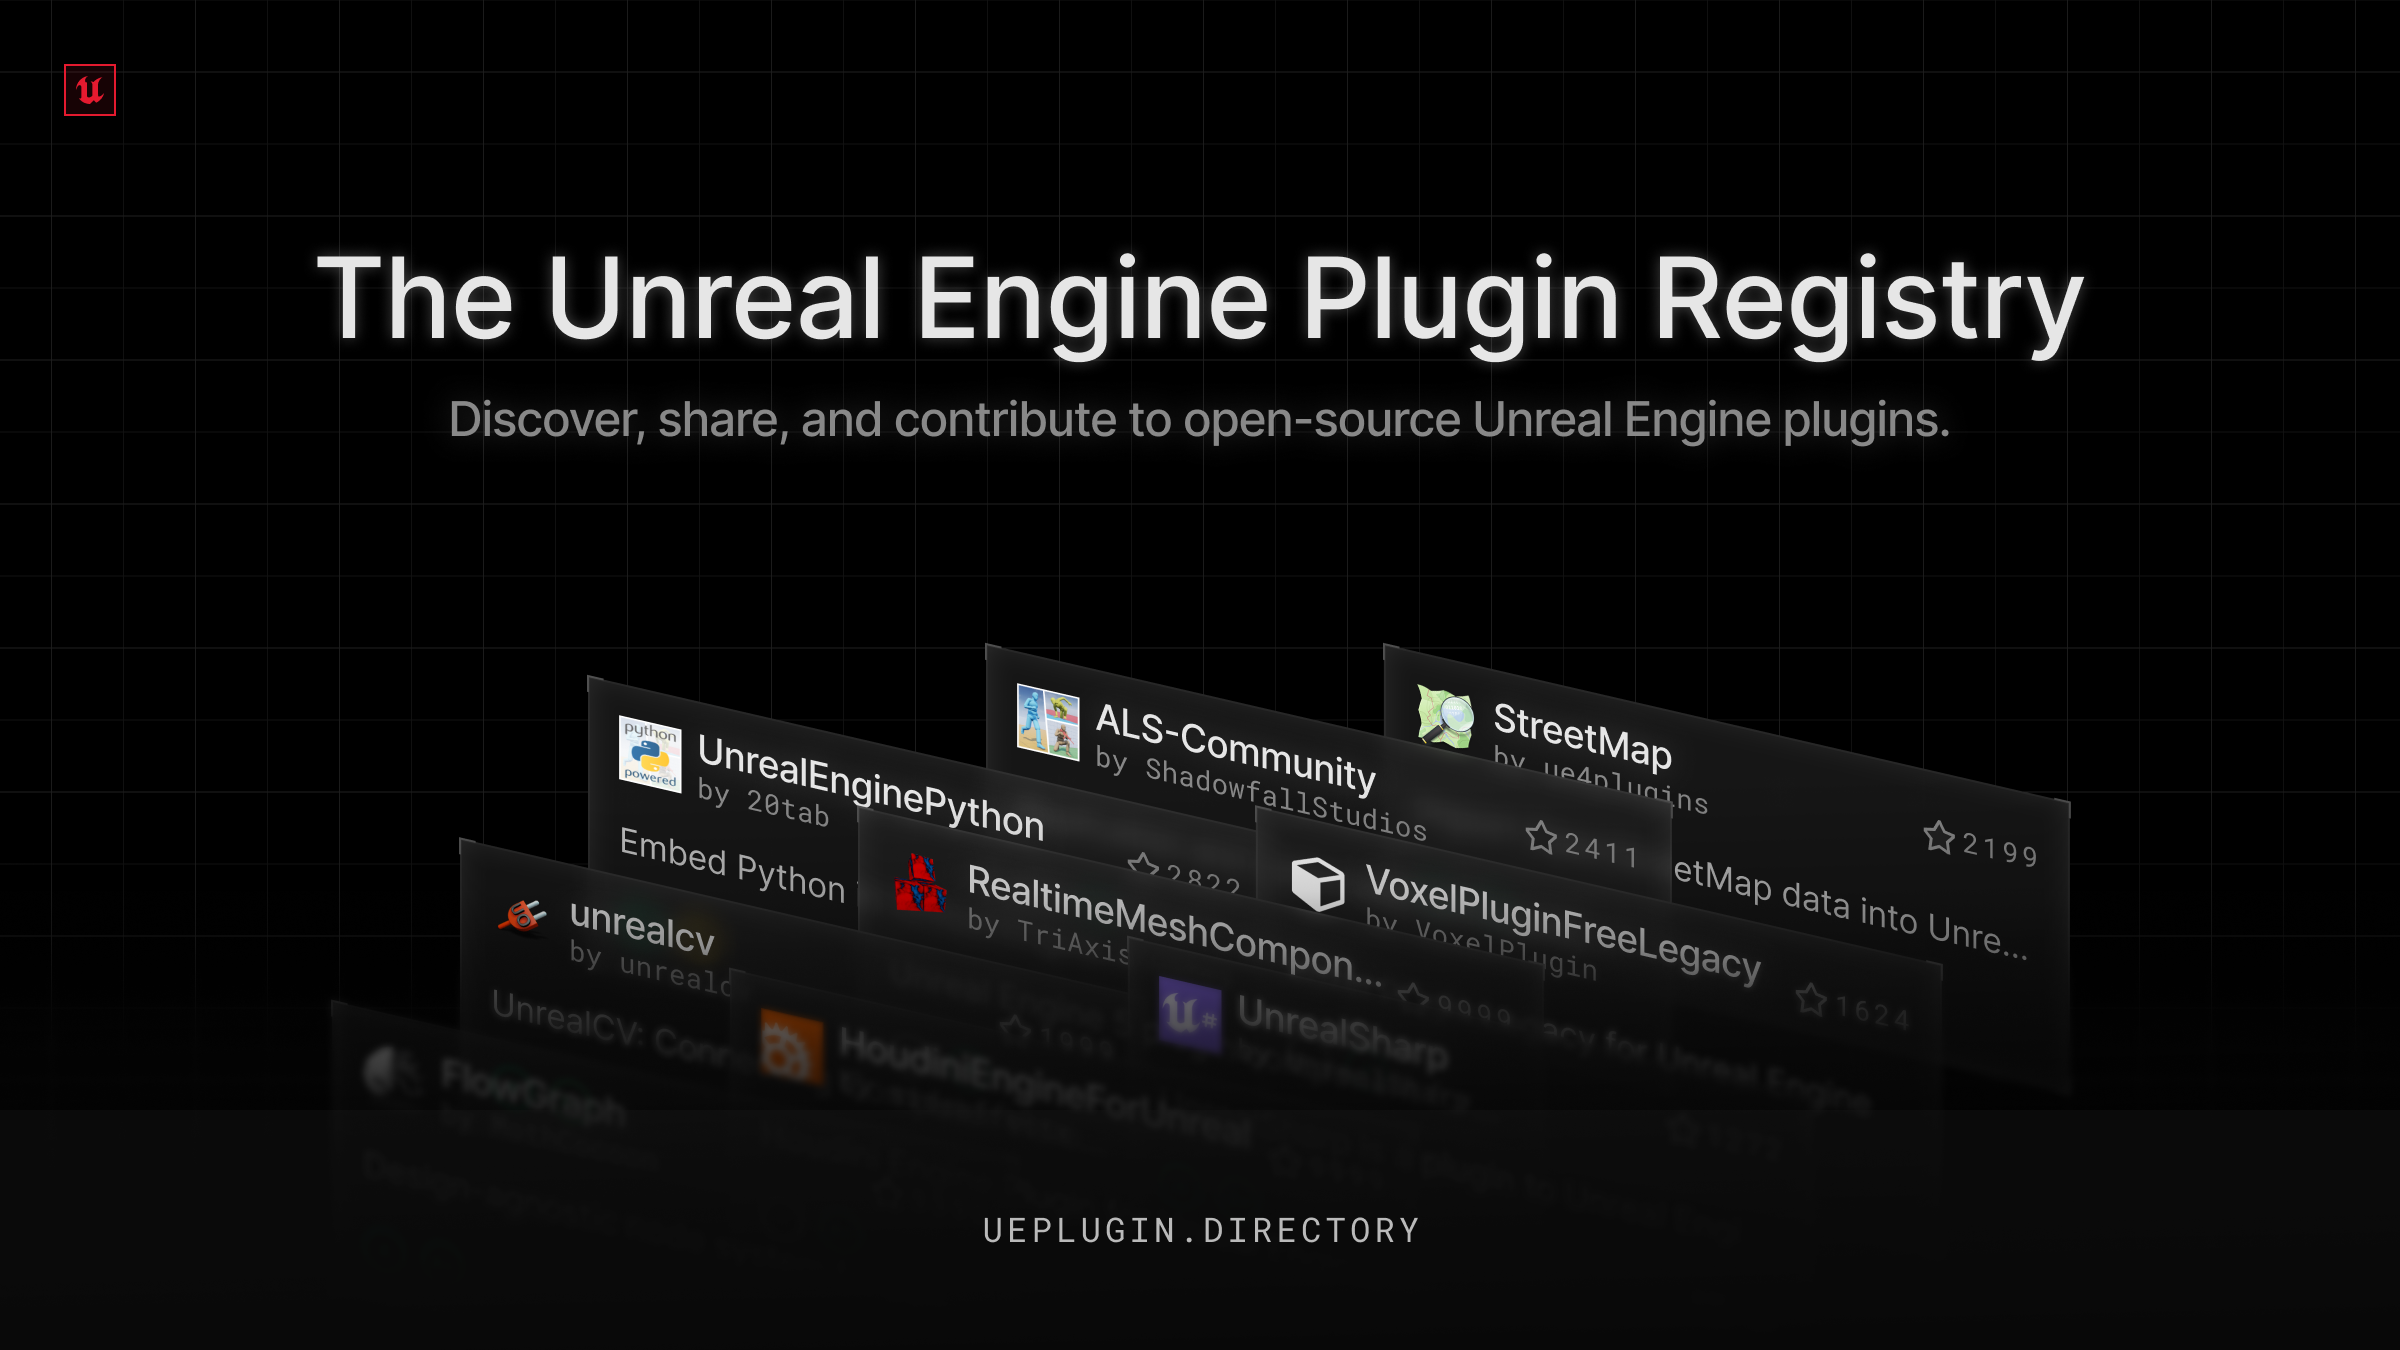 The Unreal Engine Plugin Registry
Discover, share, and contribute to open-source Unreal Engine plugins.
python
powered
UnrealEnginePython
by 20tab
2822
Embed Python
ALS-Community
by ShadowfallStudios
2411
StreetMap
by ue4plugins
2199
etMap data into Unre...
unrealcv
by unrealc
UnrealCV: Conn
RealtimeMeshCompon...
by TriAxis
VoxelPluginFreeLegacy
by VoxelPlugin
1624
acy for Unreal Engine
FlowGraph
HoudiniEngineForUnreal
UnrealSharp
UEPLUGIN.DIRECTORY